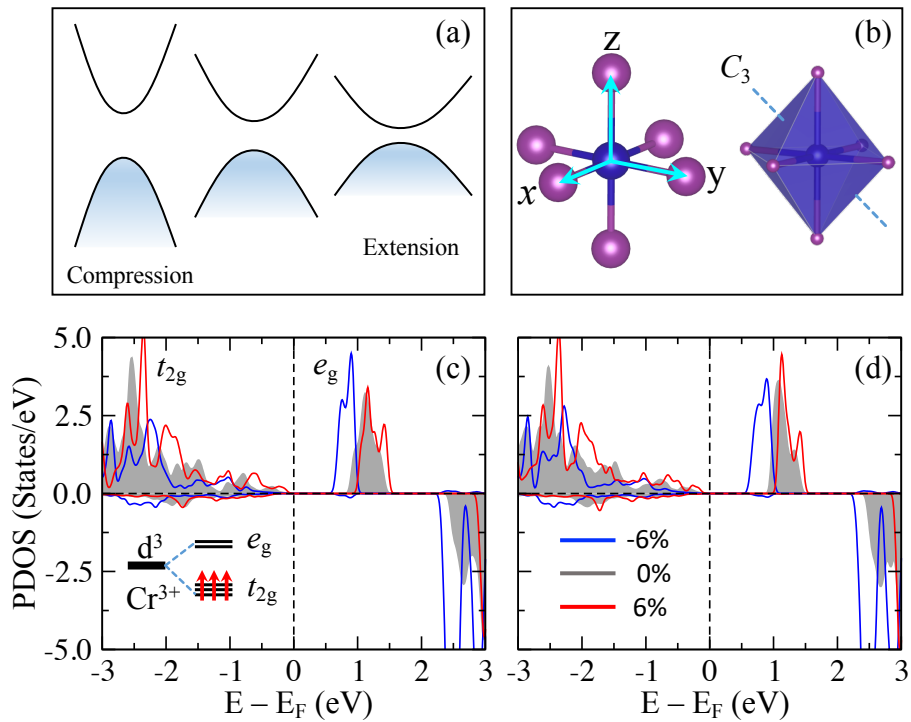 (a)
Compression
Extension
(b)
z
x
y
C3
PDOS (States/eV)
5.0
2.5
0.0
-2.5
-5.0
t2g
eg
(c)
d³
Cr³⁺
eg
t2g
-3
-2
-1
0
1
2
3
E − EF (eV)
(d)
-6%
0%
6%
-3
-2
-1
0
1
2
3
E − EF (eV)